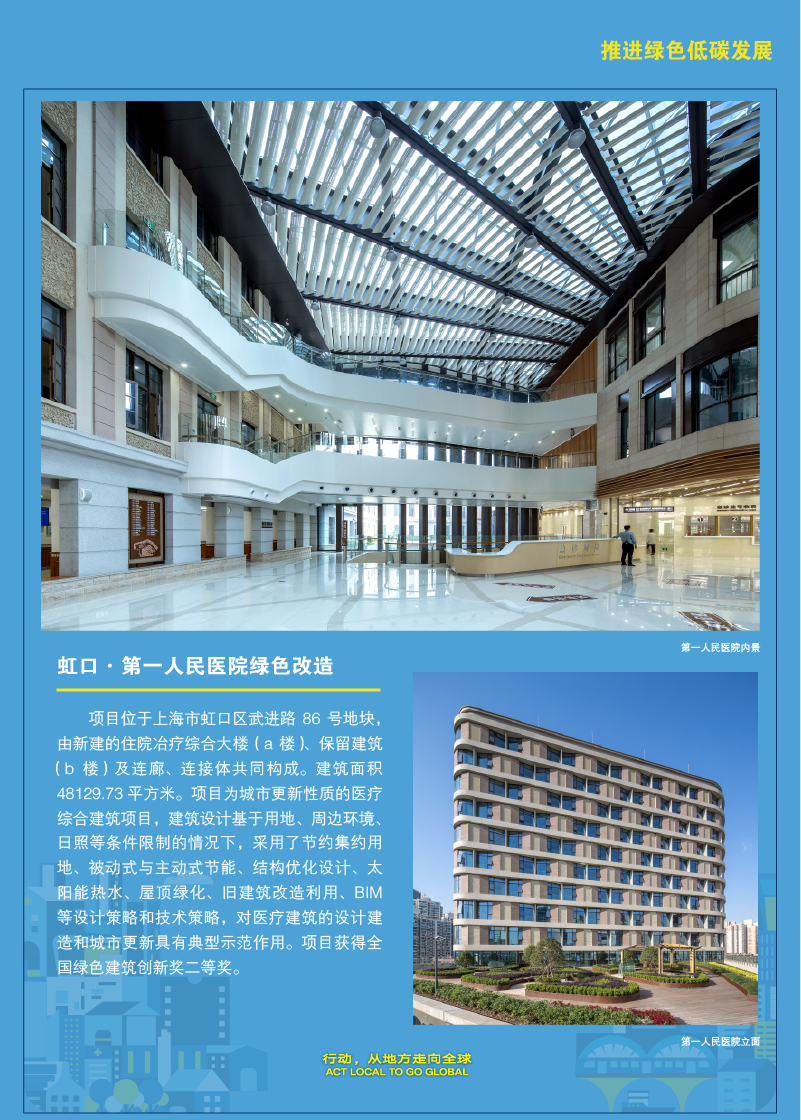 推进绿色低碳发展
第一人民医院内景
虹口·第一人民医院绿色改造
项目位于上海市虹口区武进路 86 号地块，
由新建的住院冶疗综合大楼（a 楼）、保留建筑
（b 楼）及连廊、连接体共同构成。建筑面积
48129.73 平方米。项目为城市更新性质的医疗
综合建筑项目，建筑设计基于用地、周边环境、
日照等条件限制的情况下，采用了节约集约用
地、被动式与主动式节能、结构优化设计、太
阳能热水、屋顶绿化、旧建筑改造利用、BIM
等设计策略和技术策略，对医疗建筑的设计建
造和城市更新具有典型示范作用。项目获得全
国绿色建筑创新奖二等奖。
第一人民医院立面
行动，从地方走向全球
ACT LOCAL TO GO GLOBAL